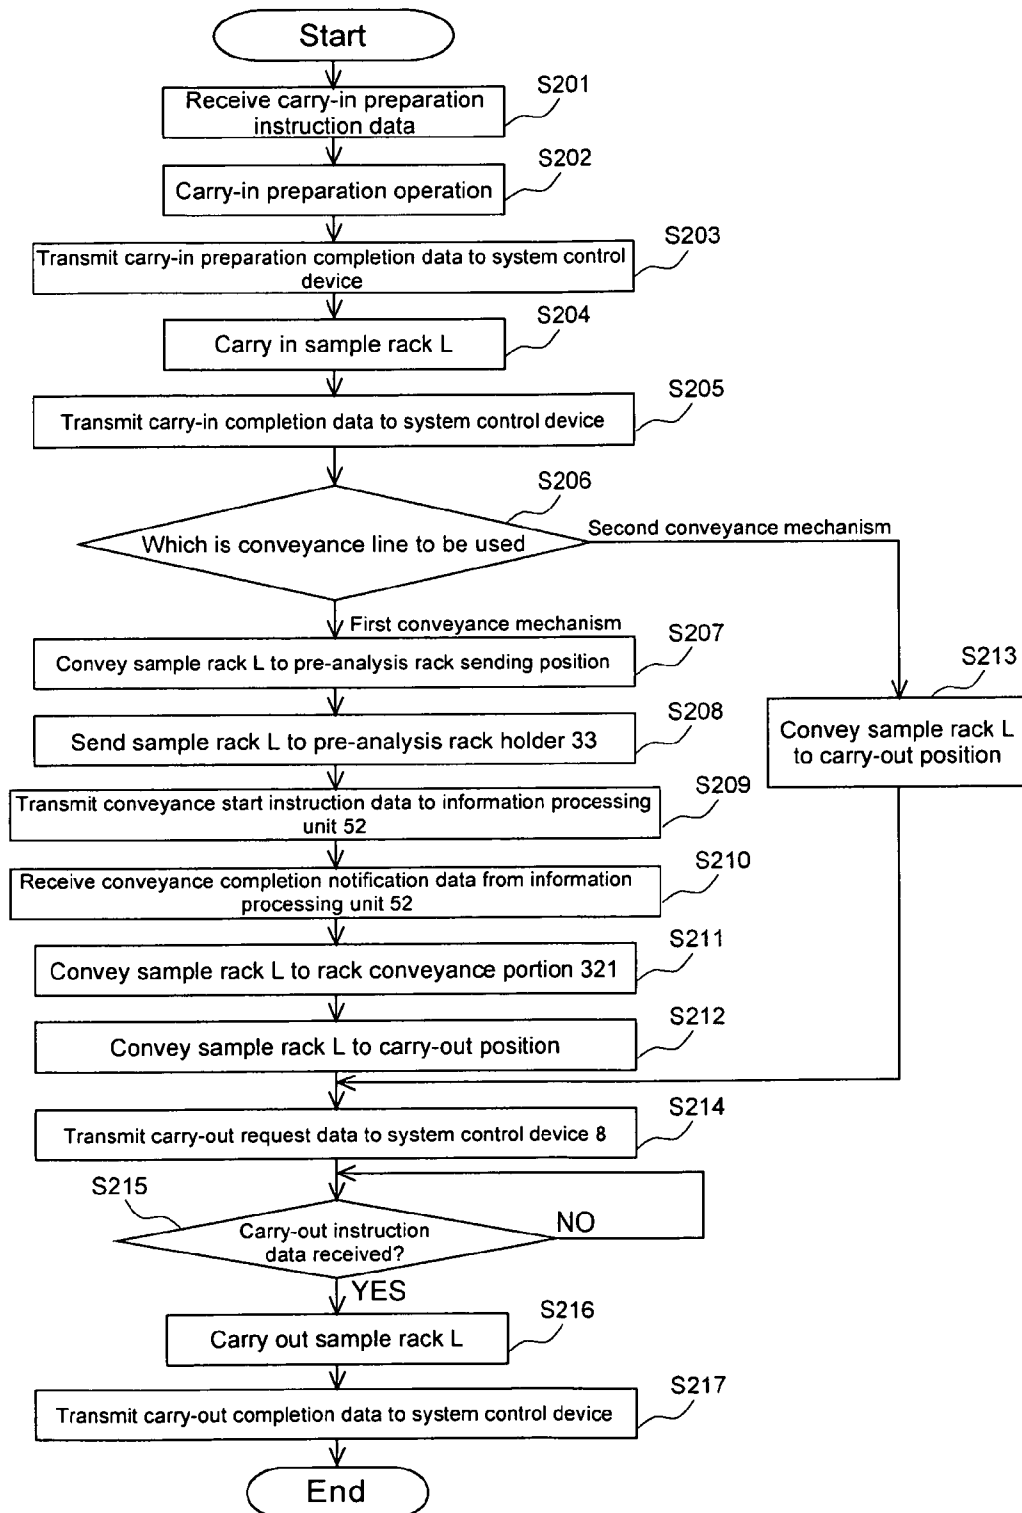 Start
S201
Receive carry-in preparation
instruction data
S202
Carry-in preparation operation
S203
Transmit carry-in preparation completion data to system control
device
S204
Carry in sample rack L
S205
Transmit carry-in completion data to system control device
S206
Which is conveyance line to be used
Second conveyance mechanism
First conveyance mechanism
S207
Convey sample rack L to pre-analysis rack sending position
S213
Convey sample rack L
to carry-out position
S208
Send sample rack L to pre-analysis rack holder 33
S209
Transmit conveyance start instruction data to information processing
unit 52
S210
Receive conveyance completion notification data from information
processing unit 52
S211
Convey sample rack L to rack conveyance portion 321
S212
Convey sample rack L to carry-out position
S214
Transmit carry-out request data to system control device 8
S215
Carry-out instruction
data received?
NO
YES
S216
Carry out sample rack L
S217
Transmit carry-out completion data to system control device
End